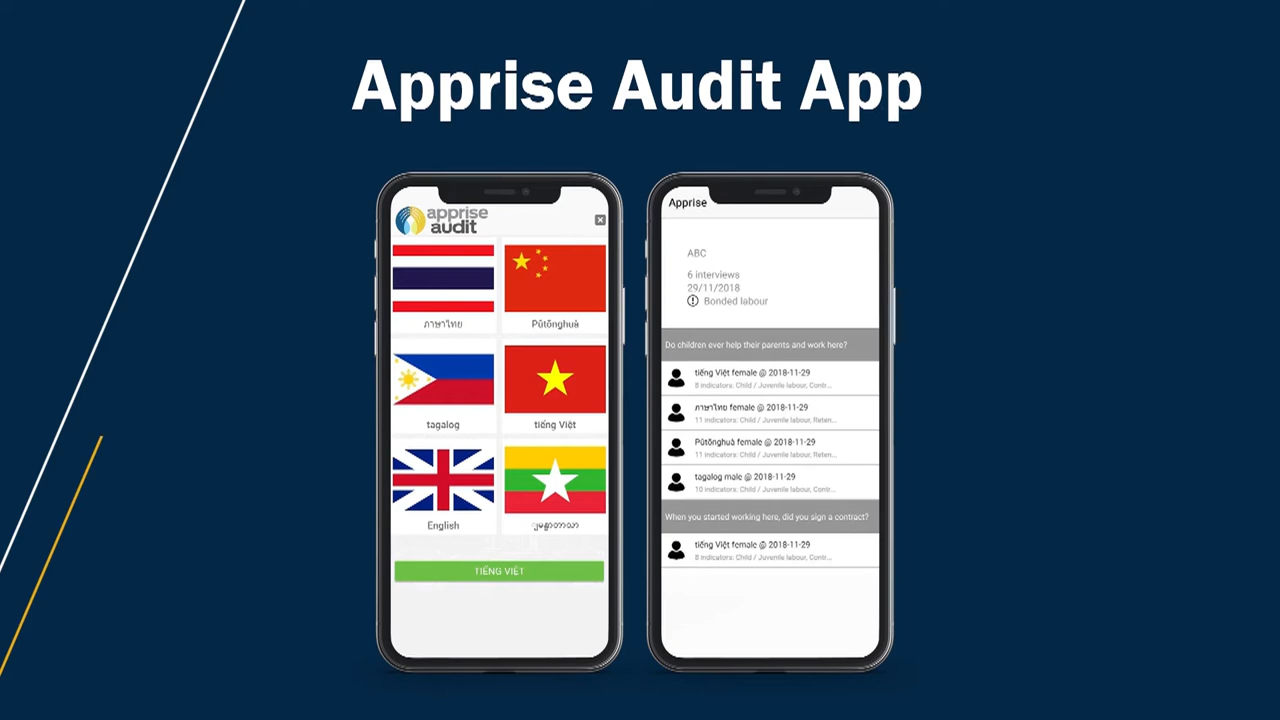 Apprise Audit App
apprise
audit
ภาษาไทย
Pŭtōnghuà
tagalog
tiếng Việt
English
TIẾNG VIỆT
Apprise
ABC
6 interviews
29/11/2018
Bonded labour
Do children ever help their parents and work here?
tiếng Việt female @ 2018-11-29
8 indicators: Child / Juvenile labour, Contr...
ภาษาไทย female @ 2018-11-29
11 indicators: Child / Juvenile labour, Reten...
Pŭtōnghuà female @ 2018-11-29
11 indicators: Child / Juvenile labour, Reten...
tagalog male @ 2018-11-29
10 indicators: Child / Juvenile labour, Contr...
When you started working here, did you sign a contract?
tiếng Việt female @ 2018-11-29
8 indicators: Child / Juvenile labour, Contr...